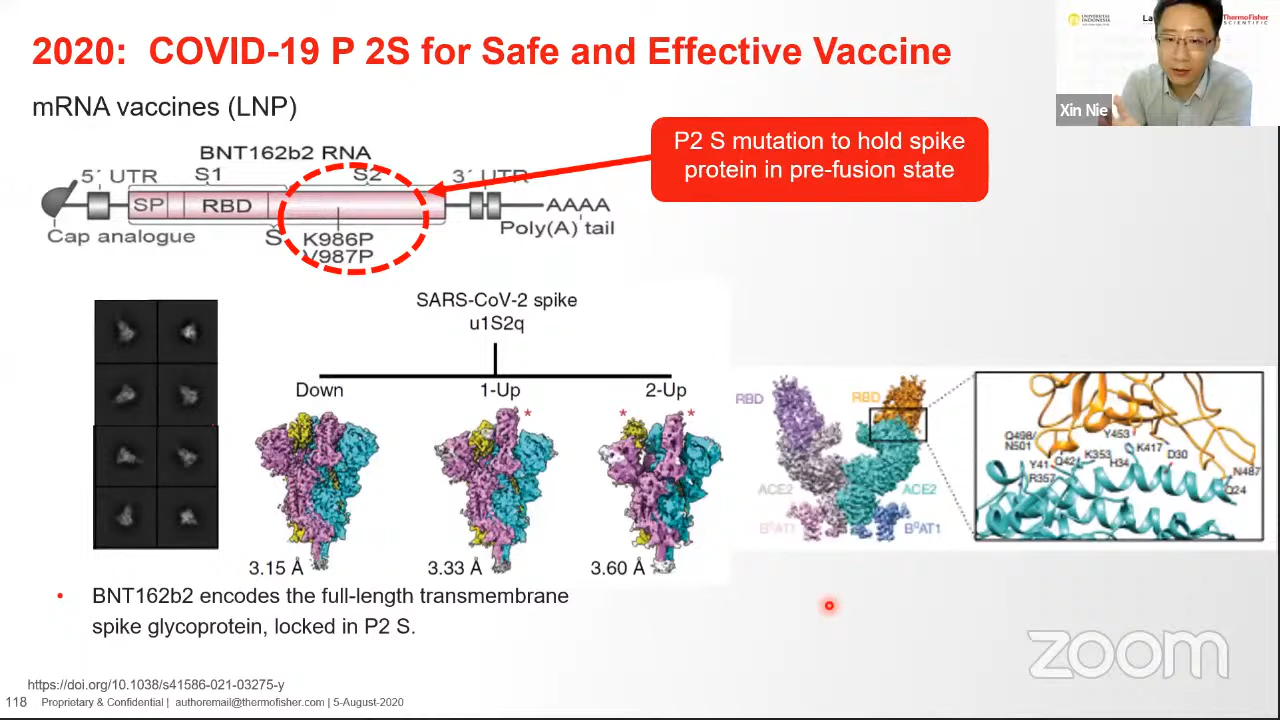 2020: COVID-19 P 2S for Safe and Effective Vaccine
UNIVERSITAS INDONESIA
La
ThermoFisher
SCIENTIFIC
Xin Nie
mRNA vaccines (LNP)
P2 S mutation to hold spike
protein in pre-fusion state
BNT162b2 RNA
5´ UTR
S1
S2
3´ UTR
SP
RBD
AAAA
Cap analogue
S
K986P
V987P
Poly(A) tail
SARS-CoV-2 spike
u1S2q
Down
1-Up
2-Up
*
*
*
3.15 Å
3.33 Å
3.60 Å
RBD
RBD
ACE2
ACE2
B⁰AT1
B⁰AT1
Q498/
N501
Y453
K417
Y41
Q42
K353
H34
D30
R357
N487
Q24
• BNT162b2 encodes the full-length transmembrane
spike glycoprotein, locked in P2 S.
zoom
https://doi.org/10.1038/s41586-021-03275-y
118 Proprietary & Confidential | authoremail@thermofisher.com | 5-August-2020